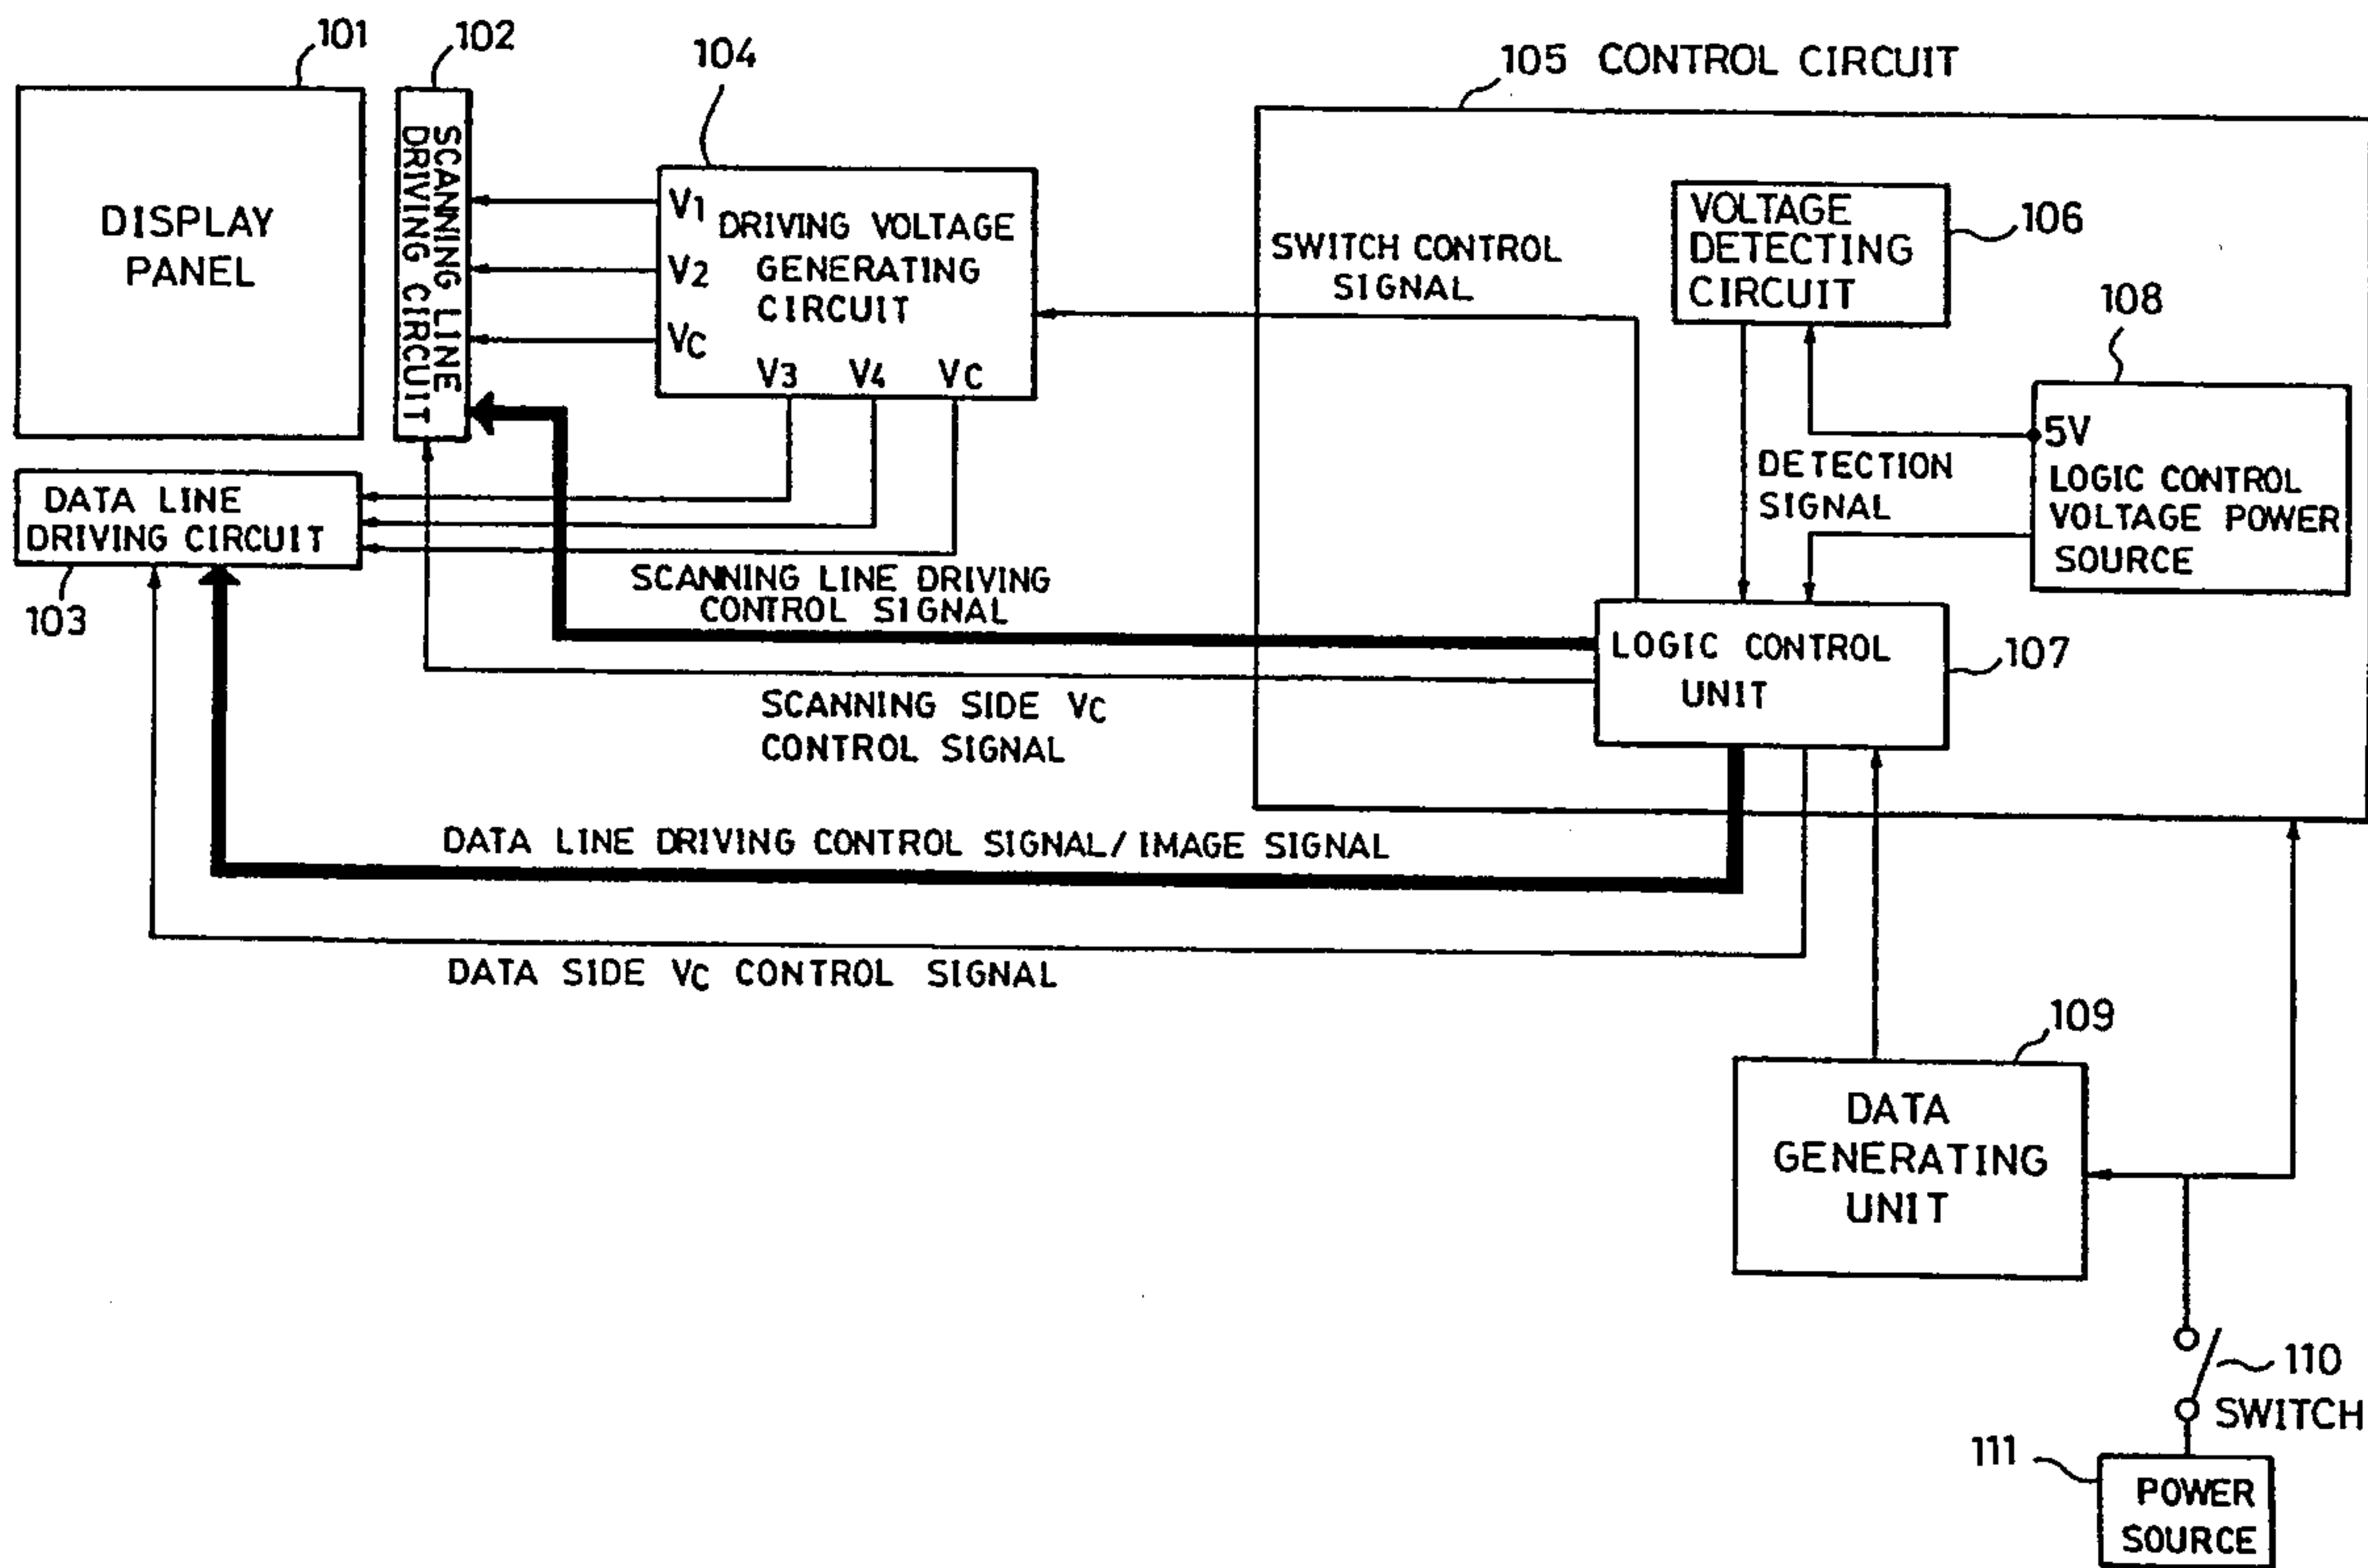 101
102
104
105 CONTROL CIRCUIT
DISPLAY
PANEL
SCANNING LINE
DRIVING CIRCUIT
V1
V2
VC
DRIVING VOLTAGE
GENERATING
CIRCUIT
V3 V4 VC
SWITCH CONTROL
SIGNAL
VOLTAGE
DETECTING
CIRCUIT
106
108
5V
LOGIC CONTROL
VOLTAGE POWER
SOURCE
DETECTION
SIGNAL
DATA LINE
DRIVING CIRCUIT
103
SCANNING LINE DRIVING
CONTROL SIGNAL
LOGIC CONTROL
UNIT
107
SCANNING SIDE VC
CONTROL SIGNAL
DATA LINE DRIVING CONTROL SIGNAL/IMAGE SIGNAL
DATA SIDE VC CONTROL SIGNAL
109
DATA
GENERATING
UNIT
110
SWITCH
111
POWER
SOURCE